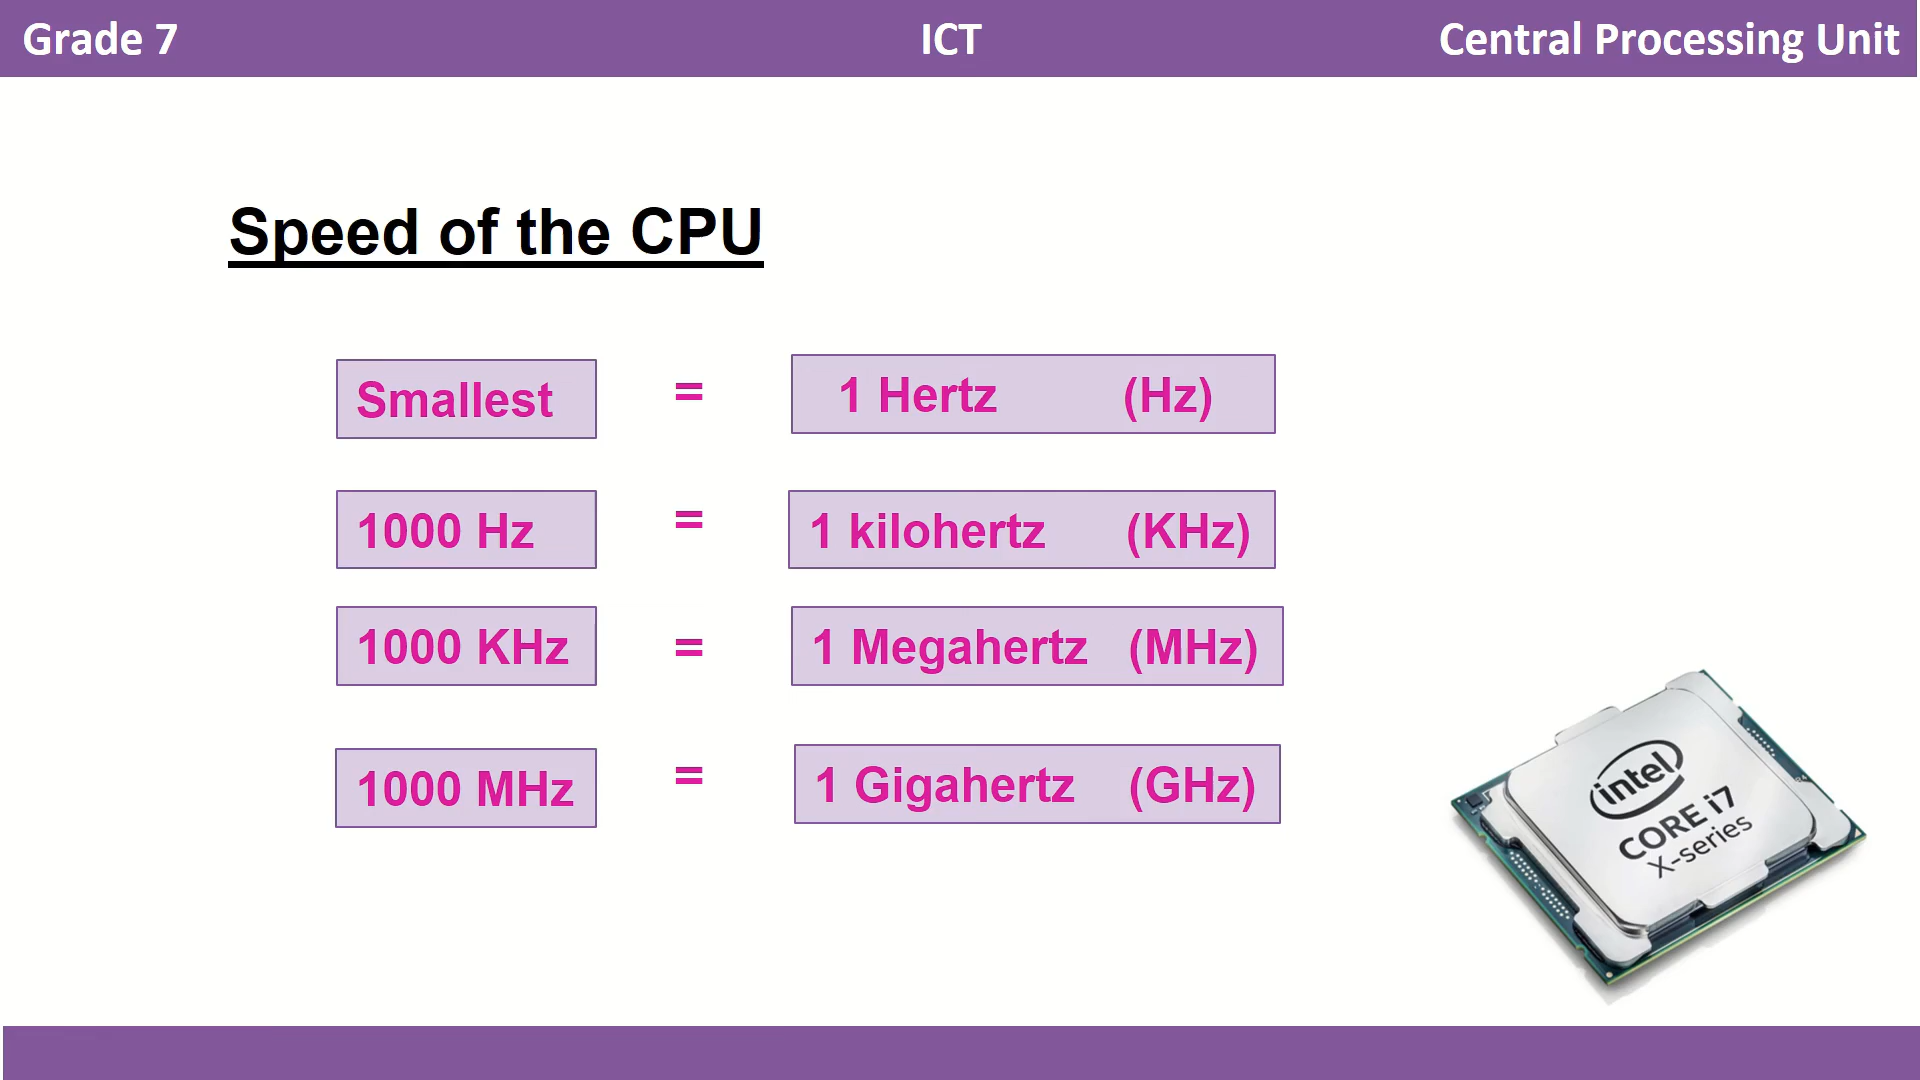 Grade 7 ICT Central Processing Unit
Speed of the CPU
Smallest = 1 Hertz (Hz)
1000 Hz = 1 kilohertz (KHz)
1000 KHz = 1 Megahertz (MHz)
1000 MHz = 1 Gigahertz (GHz)
intel
CORE i7
X-series